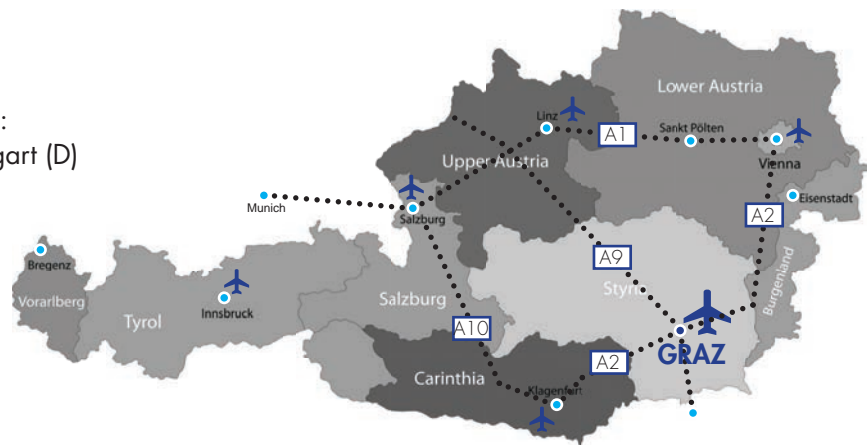 :
gart (D)
Lower Austria
Linz
A1
Sankt Pölten
Vienna
Upper Austria
Munich
Salzburg
Eisenstadt
A2
Bregenz
A9
Burgenland
Vorarlberg
Tyrol
Innsbruck
Salzburg
Styri
A10
GRAZ
Carinthia
A2
Klagenfurt